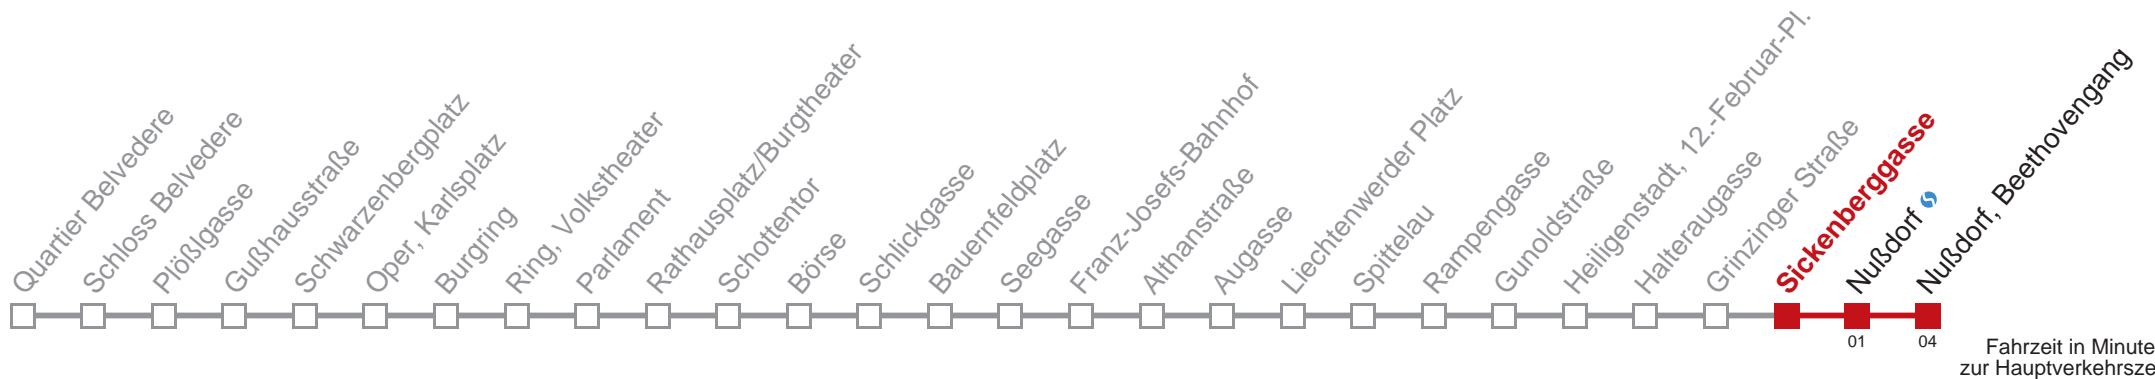 Quartier Belvedere
Schloss Belvedere
Plößlgasse
Gußhausstraße
Schwarzenbergplatz
Oper, Karlsplatz
Burgring
Ring, Volkstheater
Parlament
Rathausplatz/Burgtheater
Schottentor
Börse
Schlickgasse
Bauernfeldplatz
Seegasse
Franz-Josefs-Bahnhof
Althanstraße
Augasse
Liechtenwerder Platz
Spittelau
Rampengasse
Gunoldstraße
Heiligenstadt, 12.-Februar-Pl.
Halteraugasse
Grinzinger Straße
Sickenberggasse
Nußdorf
Nußdorf, Beethovengang
01
04
Fahrzeit in Minute
zur Hauptverkehrsze